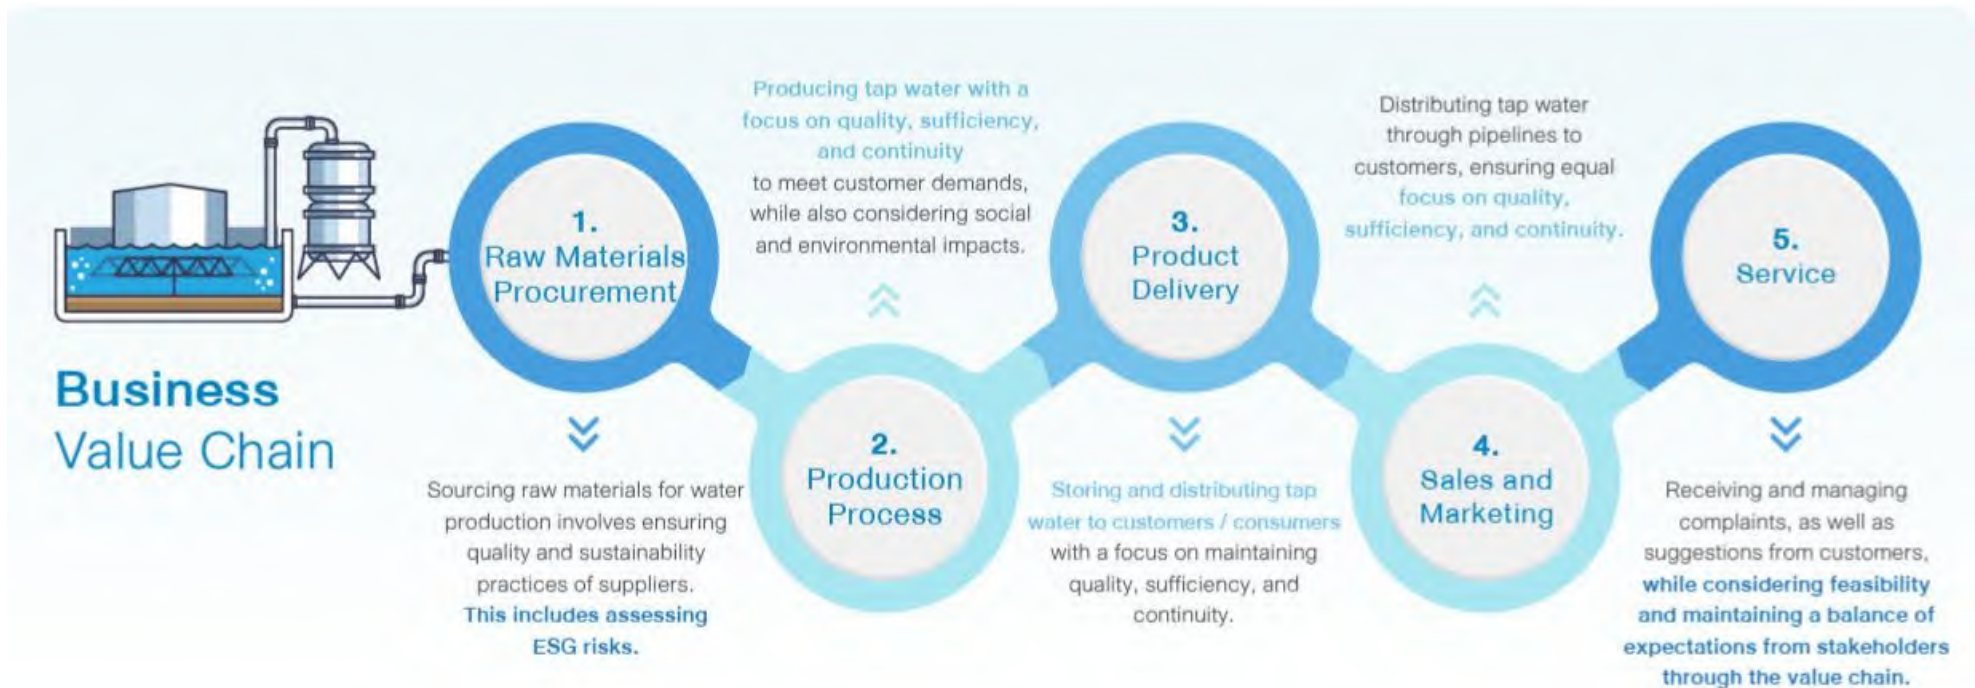 Business
Value Chain
1.
Raw Materials
Procurement
Sourcing raw materials for water
production involves ensuring
quality and sustainability
practices of suppliers.
This includes assessing
ESG risks.
Producing tap water with a
focus on quality, sufficiency,
and continuity
to meet customer demands,
while also considering social
and environmental impacts.
2.
Production
Process
3.
Product
Delivery
Storing and distributing tap
water to customers / consumers
with a focus on maintaining
quality, sufficiency, and
continuity.
Distributing tap water
through pipelines to
customers, ensuring equal
focus on quality,
sufficiency, and continuity.
4.
Sales and
Marketing
5.
Service
Receiving and managing
complaints, as well as
suggestions from customers,
while considering feasibility
and maintaining a balance of
expectations from stakeholders
through the value chain.